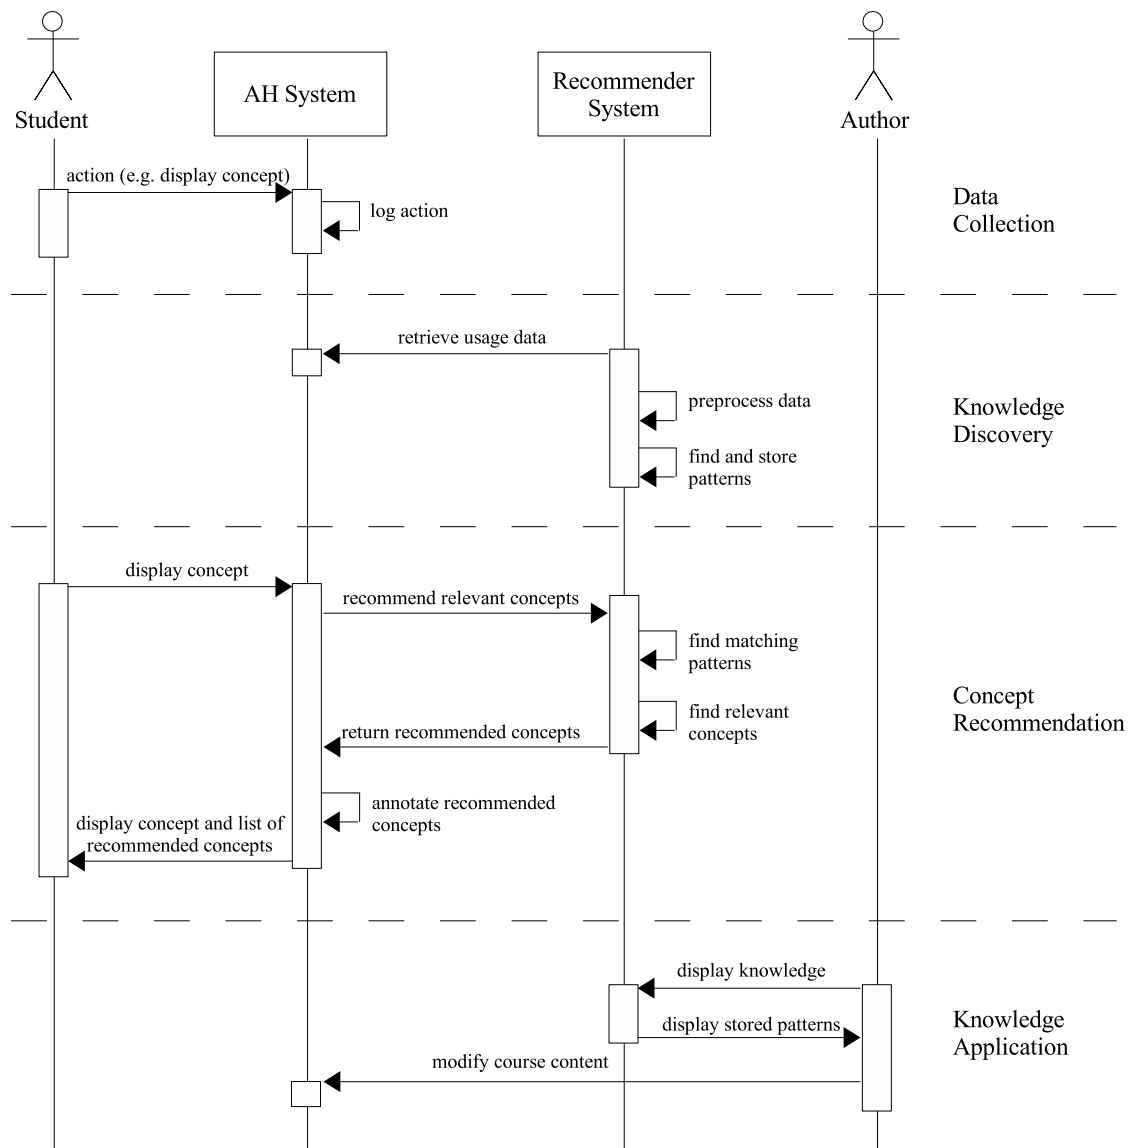 Student
AH System
Recommender
System
Author
action (e.g. display concept)
log action
Data
Collection
retrieve usage data
preprocess data
find and store
patterns
Knowledge
Discovery
display concept
recommend relevant concepts
find matching
patterns
find relevant
concepts
return recommended concepts
annotate recommended
concepts
display concept and list of
recommended concepts
Concept
Recommendation
display knowledge
display stored patterns
modify course content
Knowledge
Application